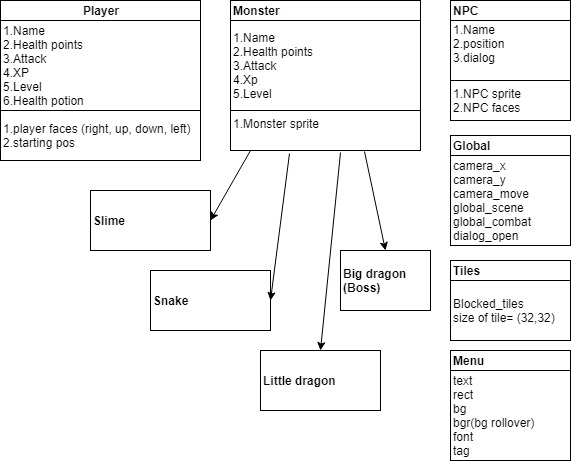 Player
1.Name
2.Health points
3.Attack
4.XP
5.Level
6.Health potion
1.player faces (right, up, down, left)
2.starting pos
Monster
1.Name
2.Health points
3.Attack
4.Xp
5.Level
1.Monster sprite
NPC
1.Name
2.position
3.dialog
1.NPC sprite
2.NPC faces
Global
camera_x
camera_y
camera_move
global_scene
global_combat
dialog_open
Slime
Snake
Big dragon
(Boss)
Little dragon
Tiles
Blocked_tiles
size of tile= (32,32)
Menu
text
rect
bg
bgr(bg rollover)
font
tag